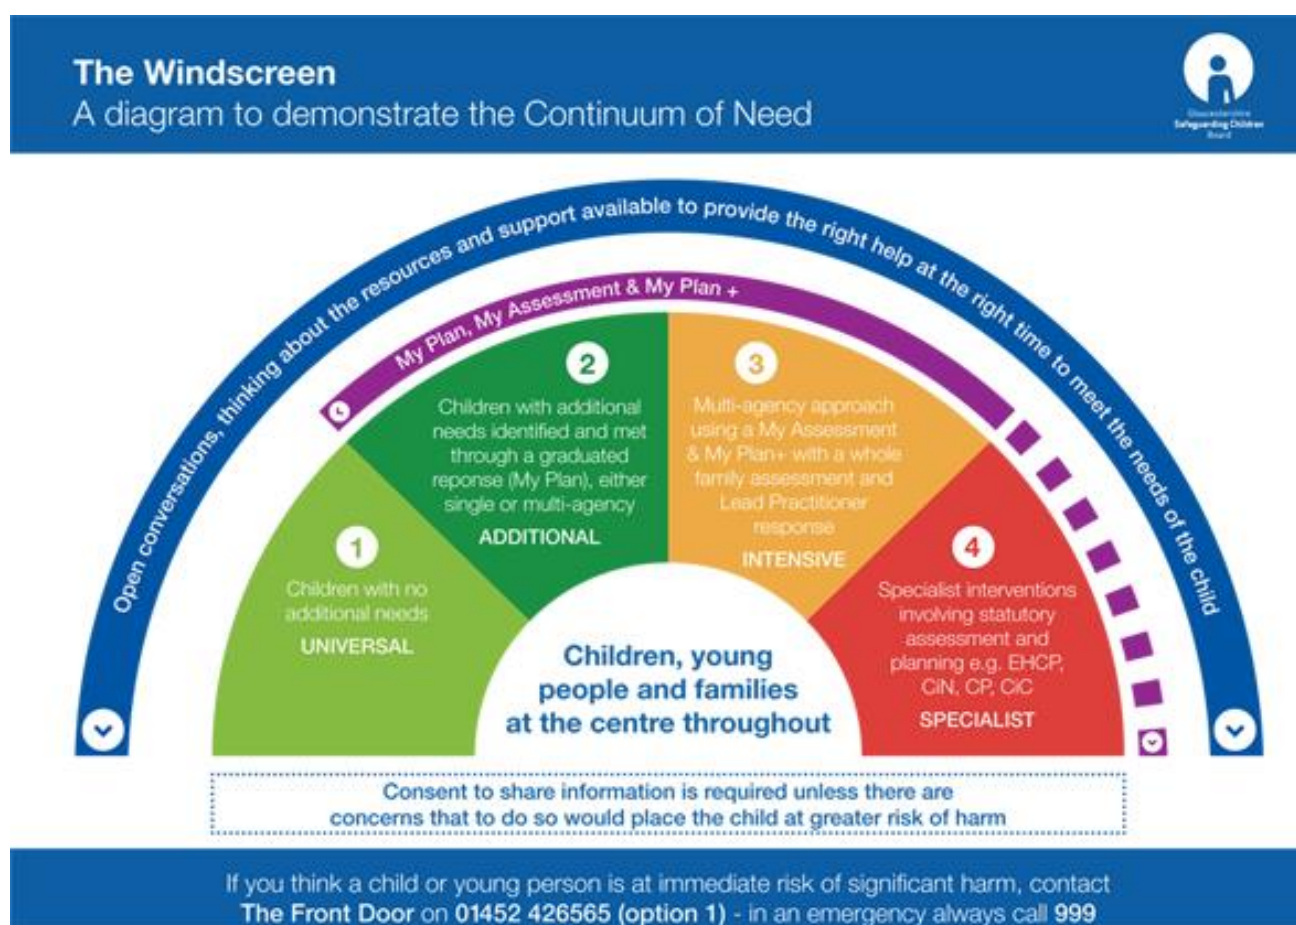 The Windscreen
A diagram to demonstrate the Continuum of Need
Gloucestershire
Safeguarding Children
Board
Open conversations, thinking about the resources and support available to provide the right help at the right time to meet the needs of the child
My Plan, My Assessment & My Plan +
1
Children with no
additional needs
UNIVERSAL
2
Children with additional
needs identified and met
through a graduated
reponse (My Plan), either
single or multi-agency
ADDITIONAL
3
Multi-agency approach
using a My Assessment
& My Plan+ with a whole
family assessment and
Lead Practitioner
response
INTENSIVE
4
Specialist interventions
involving statutory
assessment and
planning e.g. EHCP,
CiN, CP, CiC
SPECIALIST
Children, young
people and families
at the centre throughout
Consent to share information is required unless there are
concerns that to do so would place the child at greater risk of harm
If you think a child or young person is at immediate risk of significant harm, contact
The Front Door on 01452 426565 (option 1) - in an emergency always call 999